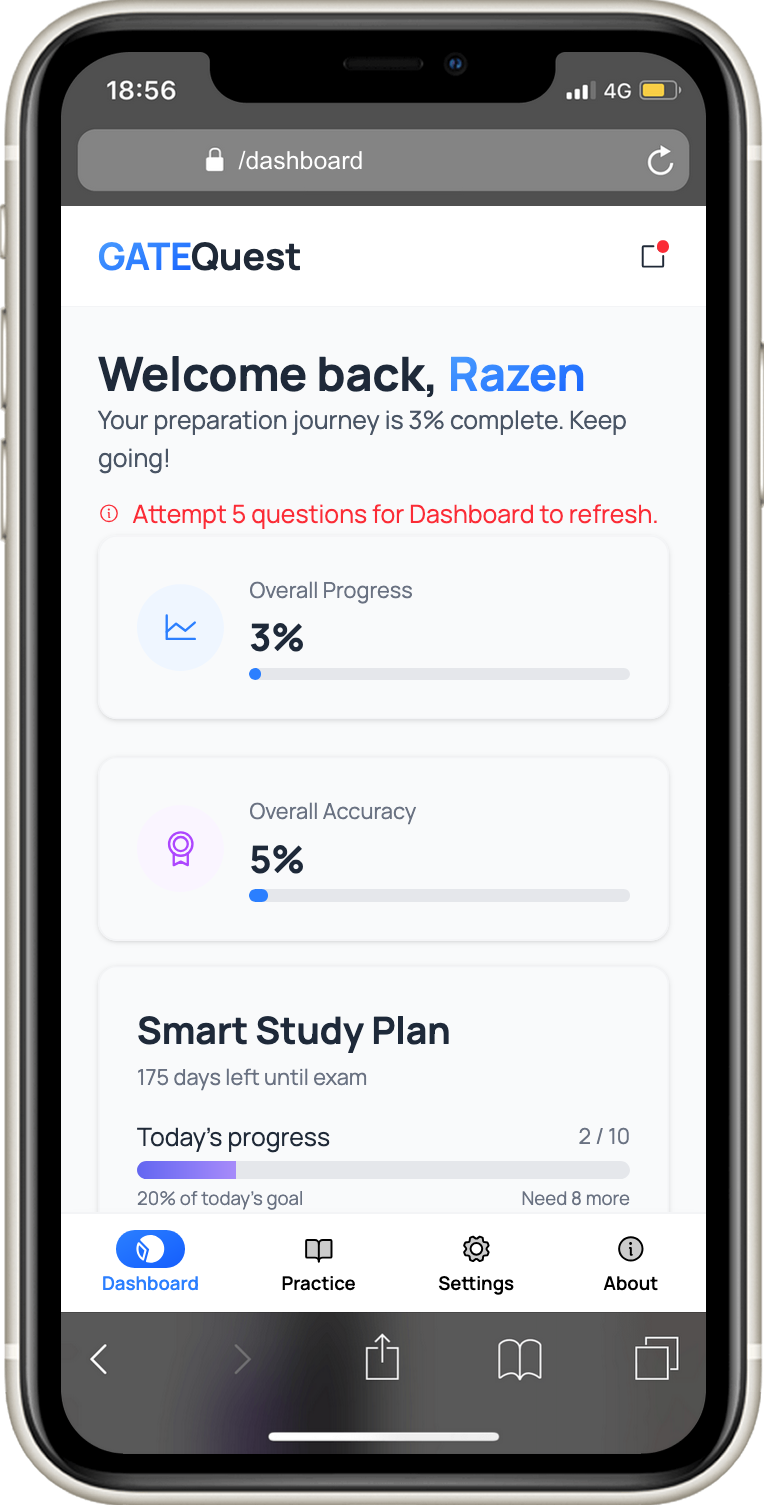 18:56
4G
/dashboard
GATEQuest
Welcome back, Razen
Your preparation journey is 3% complete. Keep
going!
Attempt 5 questions for Dashboard to refresh.
Overall Progress
3%
Overall Accuracy
5%
Smart Study Plan
175 days left until exam
Today's progress
2 / 10
20% of today's goal
Need 8 more
Dashboard
Practice
Settings
About